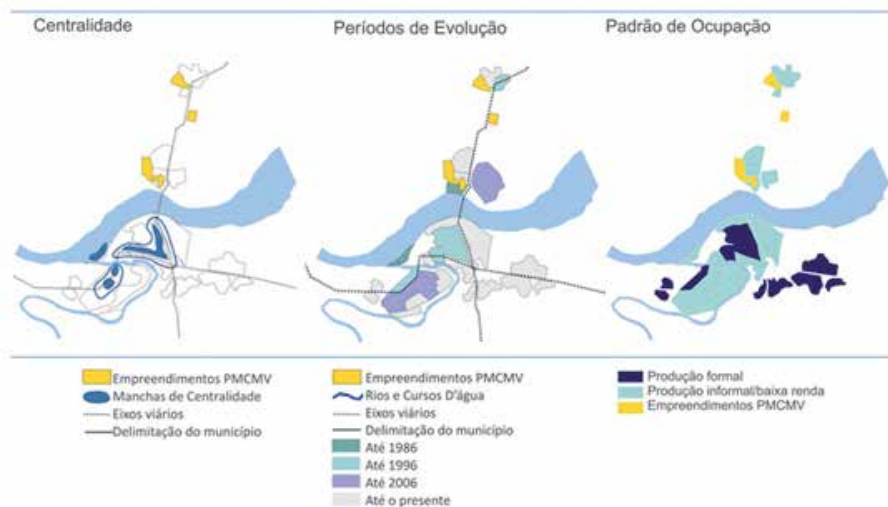 Centralidade
Períodos de Evolução
Padrão de Ocupação
Empreendimentos PMCMV
Manchas de Centralidade
Eixos viários
Delimitação do município
Empreendimentos PMCMV
Rios e Cursos D'água
Eixos viários
Delimitação do município
Até 1986
Até 1996
Até 2006
Até o presente
Produção formal
Produção informal/baixa renda
Empreendimentos PMCMV